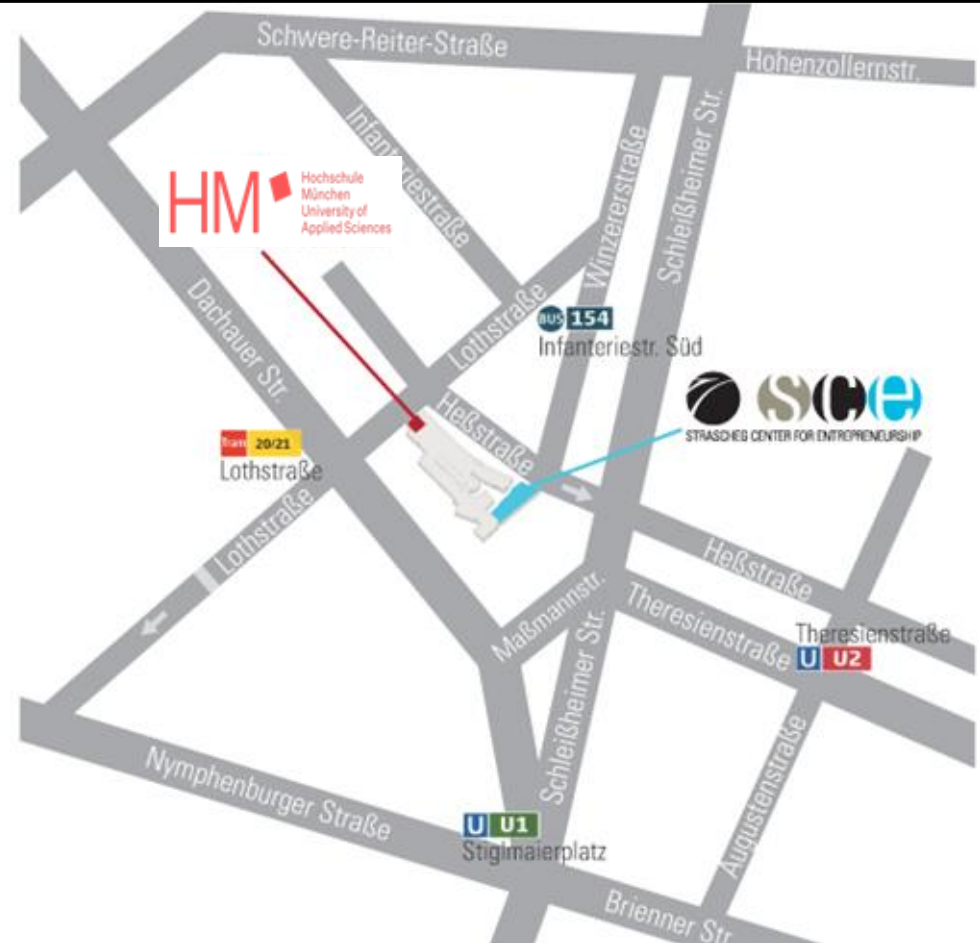 Schwere-Reiter-Straße
Hohenzollernstr.
Infanteriestraße
Winzererstraße
Schleißheimer Str.
HM
Hochschule
München
University of
Applied Sciences
Dachauer Str.
Lothstraße
BUS 154
Infanteriestr. Süd
Heßstraße
sce
STRASCHEG CENTER FOR ENTREPRENEURSHIP
Tram 20/21
Lothstraße
Lothstraße
Heßstraße
Maßmannstr.
Theresienstraße
Theresienstraße
U U2
Schleißheimer Str.
Augustenstraße
Nymphenburger Straße
U U1
Stiglmaierplatz
Brienner Str.